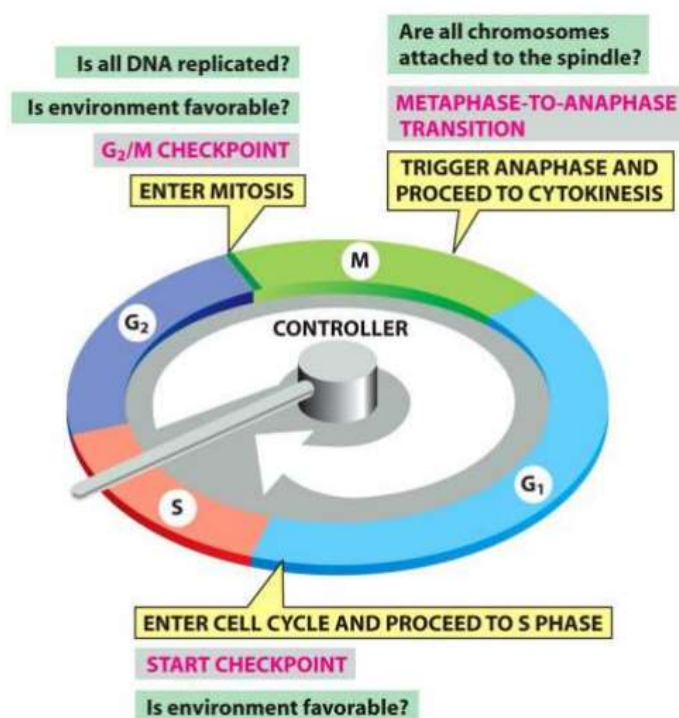 Is all DNA replicated?
Is environment favorable?
G₂/M CHECKPOINT
ENTER MITOSIS
Are all chromosomes
attached to the spindle?
METAPHASE-TO-ANAPHASE
TRANSITION
TRIGGER ANAPHASE AND
PROCEED TO CYTOKINESIS
M
G₂
CONTROLLER
G₁
S
ENTER CELL CYCLE AND PROCEED TO S PHASE
START CHECKPOINT
Is environment favorable?